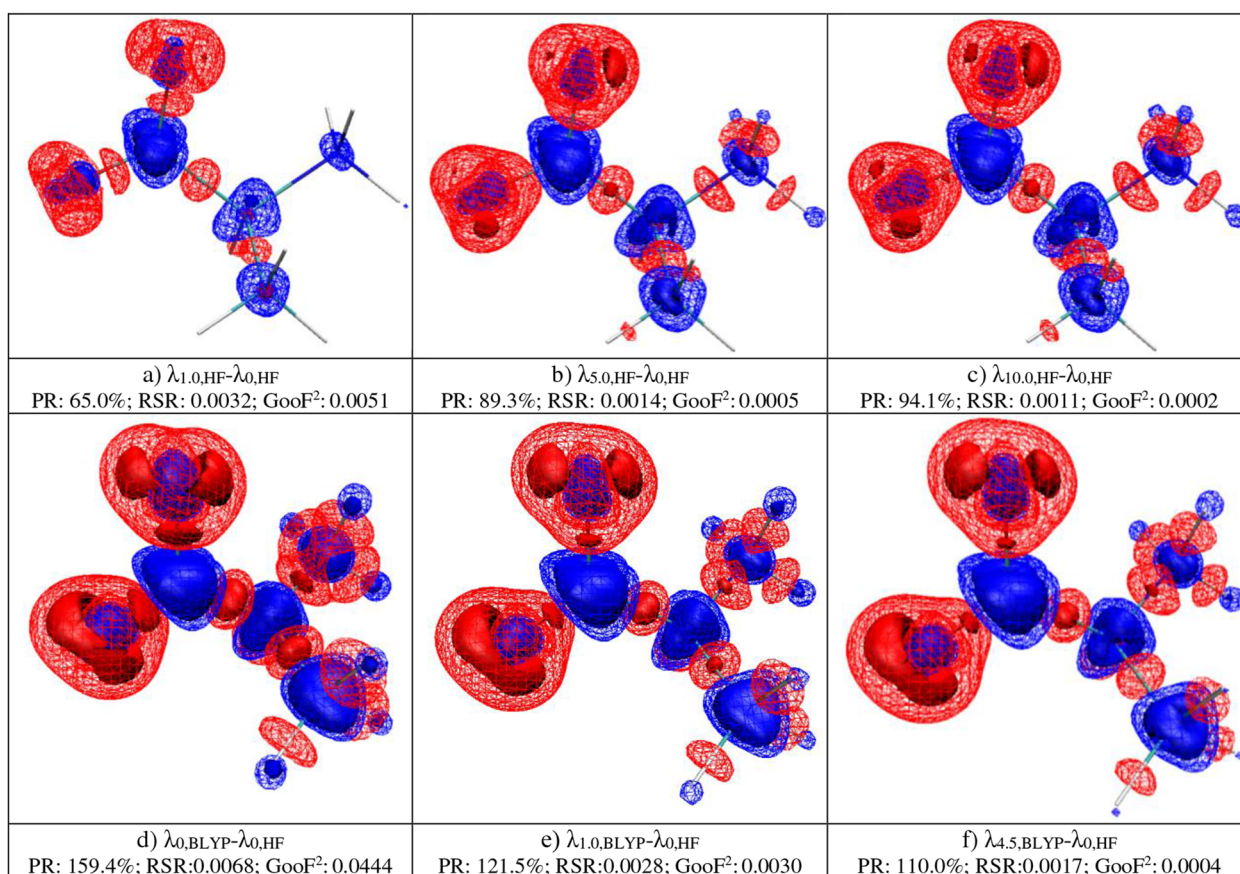 a) λ1.0,HF-λ0,HF
PR: 65.0%; RSR: 0.0032; GooF²: 0.0051
b) λ5.0,HF-λ0,HF
PR: 89.3%; RSR: 0.0014; GooF²: 0.0005
c) λ10.0,HF-λ0,HF
PR: 94.1%; RSR: 0.0011; GooF²: 0.0002
d) λ0,BLYP-λ0,HF
PR: 159.4%; RSR:0.0068; GooF²: 0.0444
e) λ1.0,BLYP-λ0,HF
PR: 121.5%; RSR:0.0028; GooF²: 0.0030
f) λ4.5,BLYP-λ0,HF
PR: 110.0%; RSR:0.0017; GooF²: 0.0004